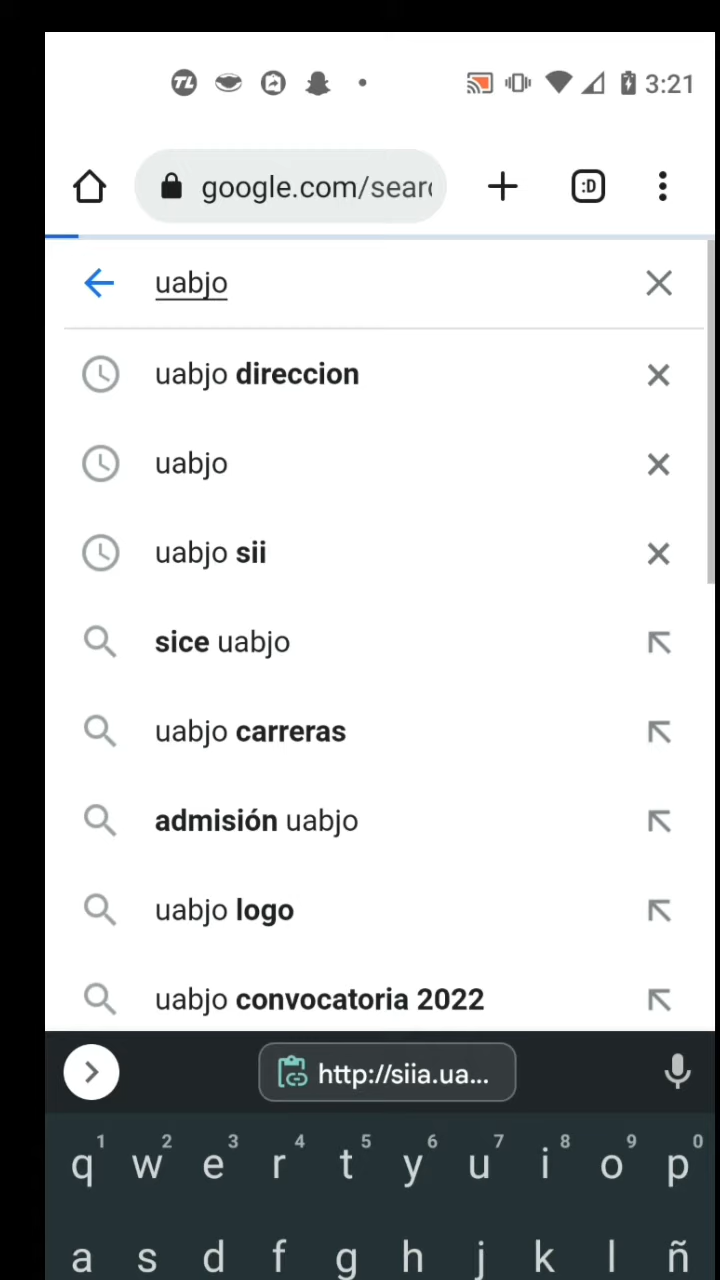 TL 3:21
google.com/sear
:D
uabjo
uabjo direccion
uabjo
uabjo sii
sice uabjo
uabjo carreras
admisión uabjo
uabjo logo
uabjo convocatoria 2022
http://siia.ua...
1 2 3 4 5 6 7 8 9 0
q w e r t y u i o p
a s d f g h j k l ñ